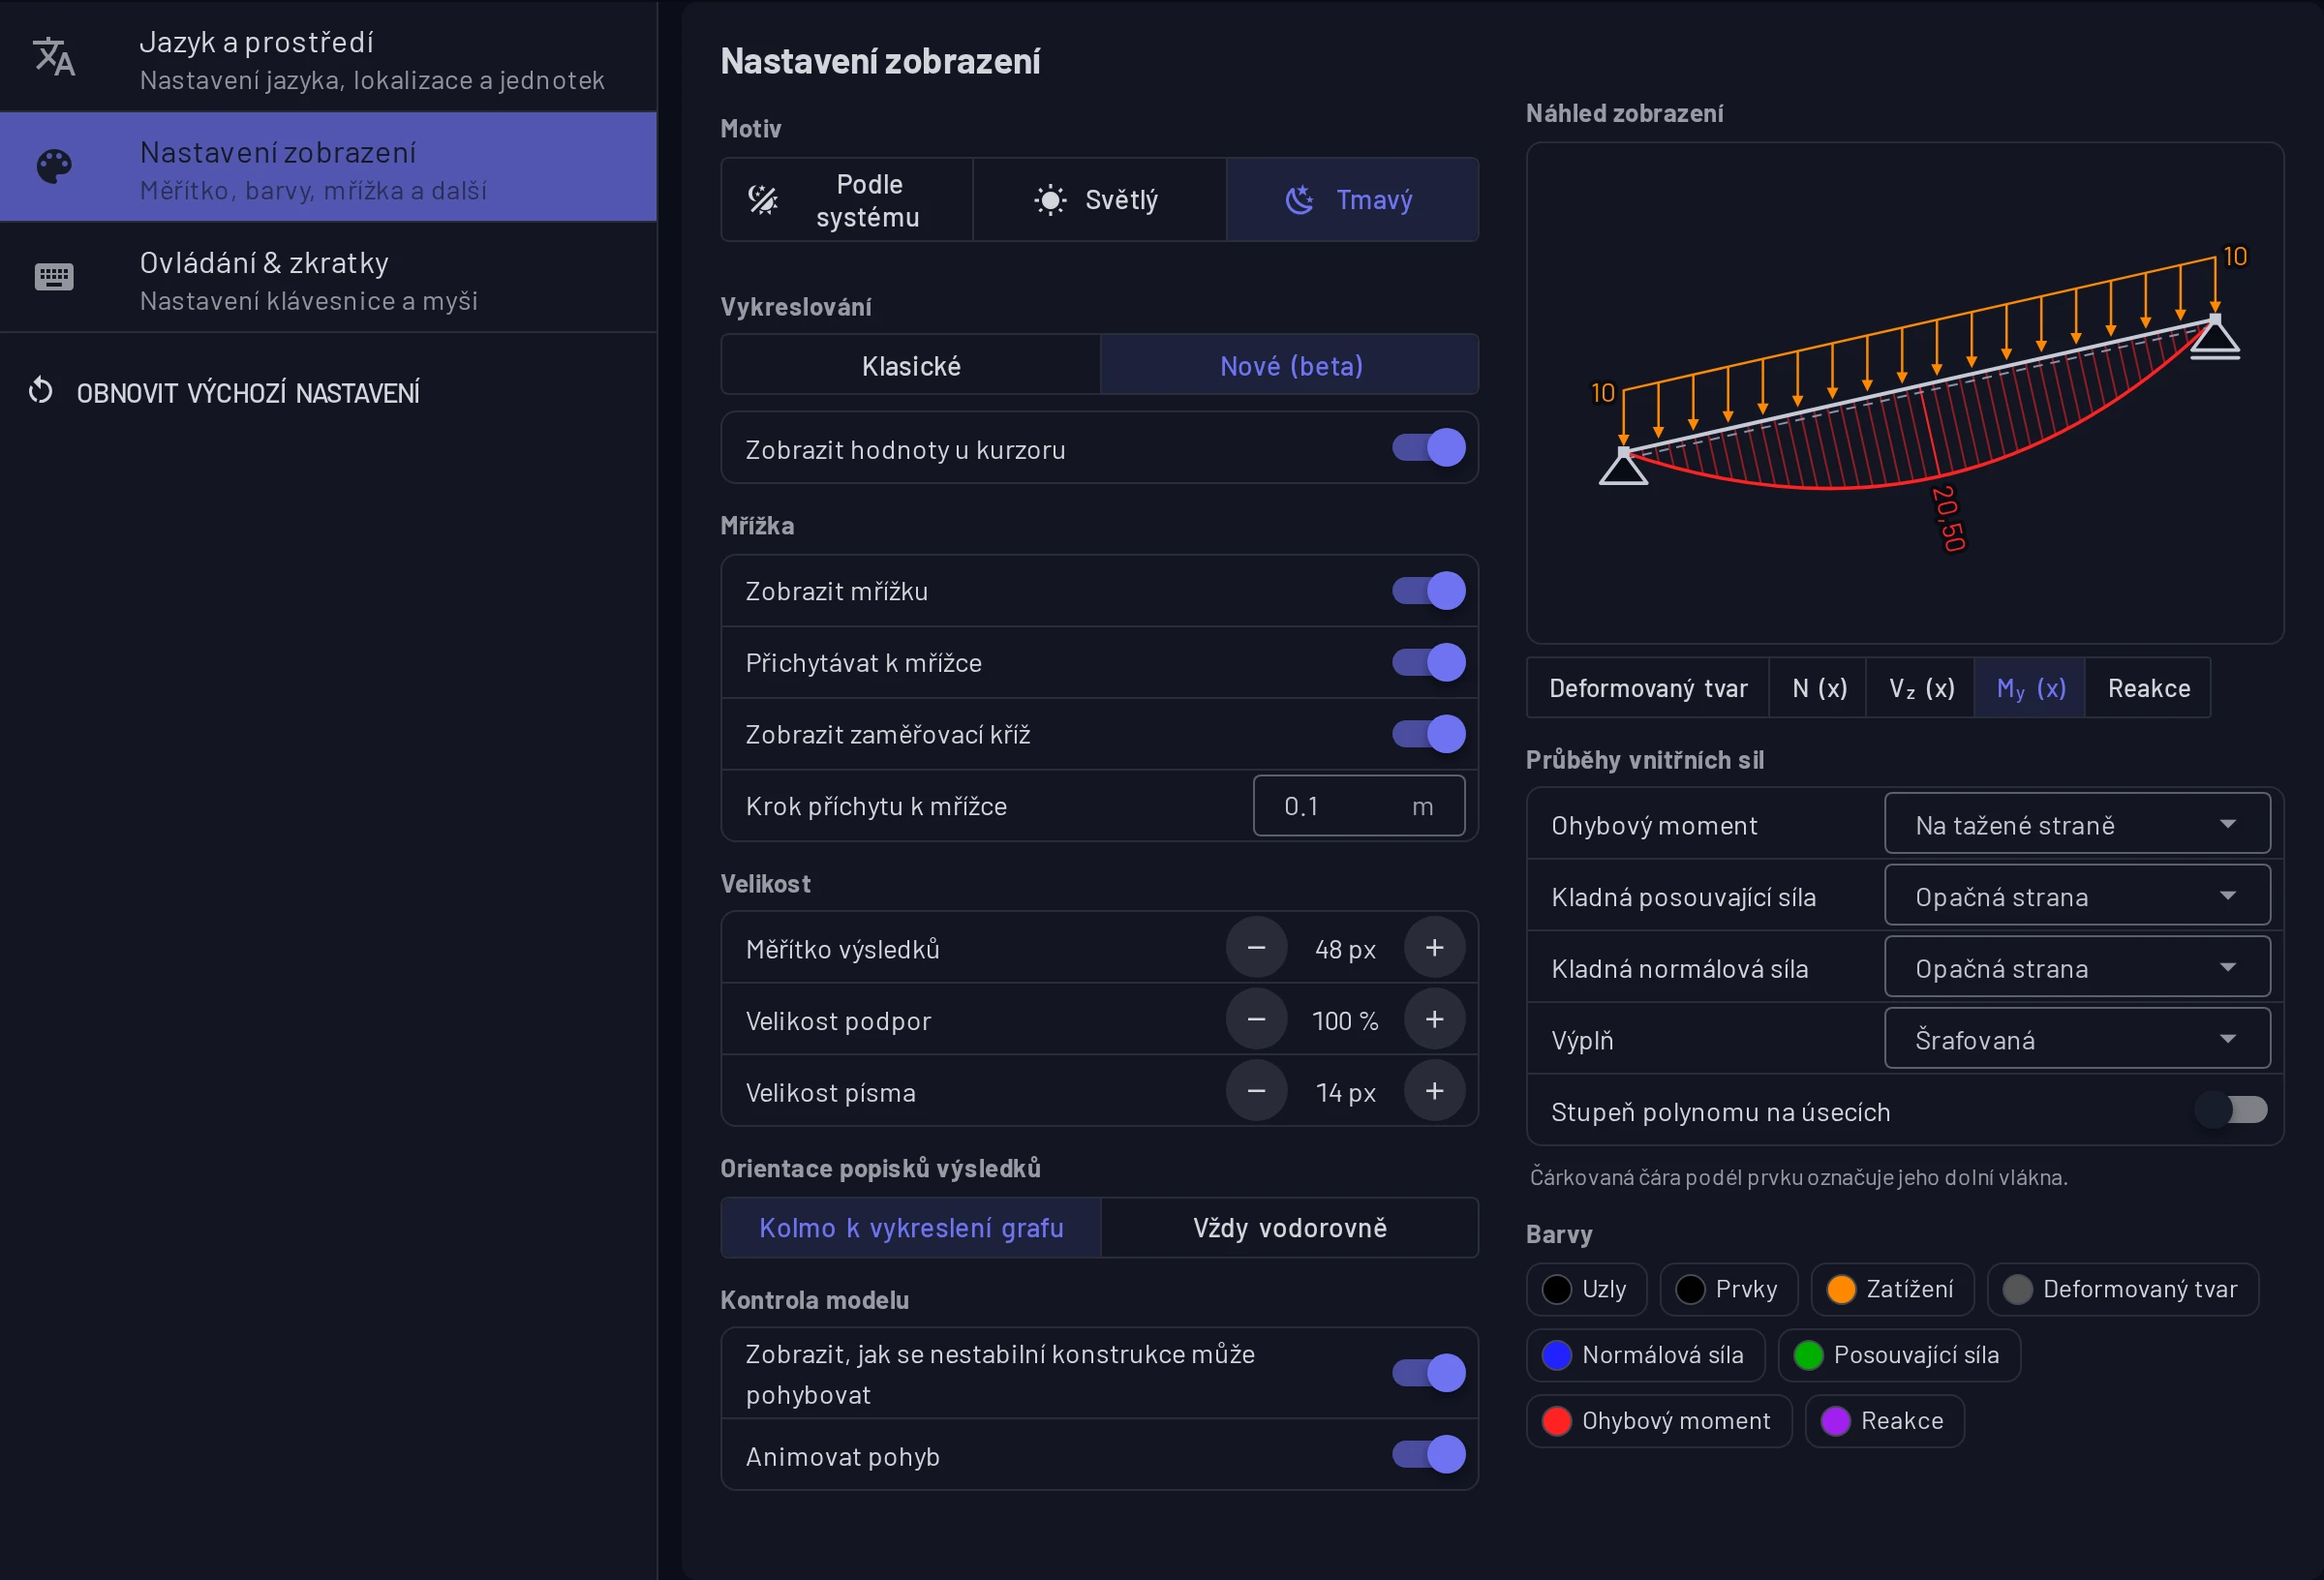 Jazyk a prostředí
Nastavení jazyka, lokalizace a jednotek
Nastavení zobrazení
Měřítko, barvy, mřížka a další
Ovládání & zkratky
Nastavení klávesnice a myši
OBNOVIT VÝCHOZÍ NASTAVENÍ
Nastavení zobrazení
Motiv
Podle
systému
Světlý
Tmavý
Vykreslování
Klasické
Nové (beta)
Zobrazit hodnoty u kurzoru
Mřížka
Zobrazit mřížku
Přichytávat k mřížce
Zobrazit zaměřovací kříž
Krok příchytu k mřížce
0.1 m
Velikost
Měřítko výsledků
− 48 px +
Velikost podpor
− 100 % +
Velikost písma
− 14 px +
Orientace popisků výsledků
Kolmo k vykreslení grafu
Vždy vodorovně
Kontrola modelu
Zobrazit, jak se nestabilní konstrukce může
pohybovat
Animovat pohyb
Náhled zobrazení
10
10
20,50
Deformovaný tvar
N (x)
Vz (x)
My (x)
Reakce
Průběhy vnitřních sil
Ohybový moment
Na tažené straně
Kladná posouvající síla
Opačná strana
Kladná normálová síla
Opačná strana
Výplň
Šrafovaná
Stupeň polynomu na úsecích
Čárkovaná čára podél prvku označuje jeho dolní vlákna.
Barvy
Uzly
Prvky
Zatížení
Deformovaný tvar
Normálová síla
Posouvající síla
Ohybový moment
Reakce